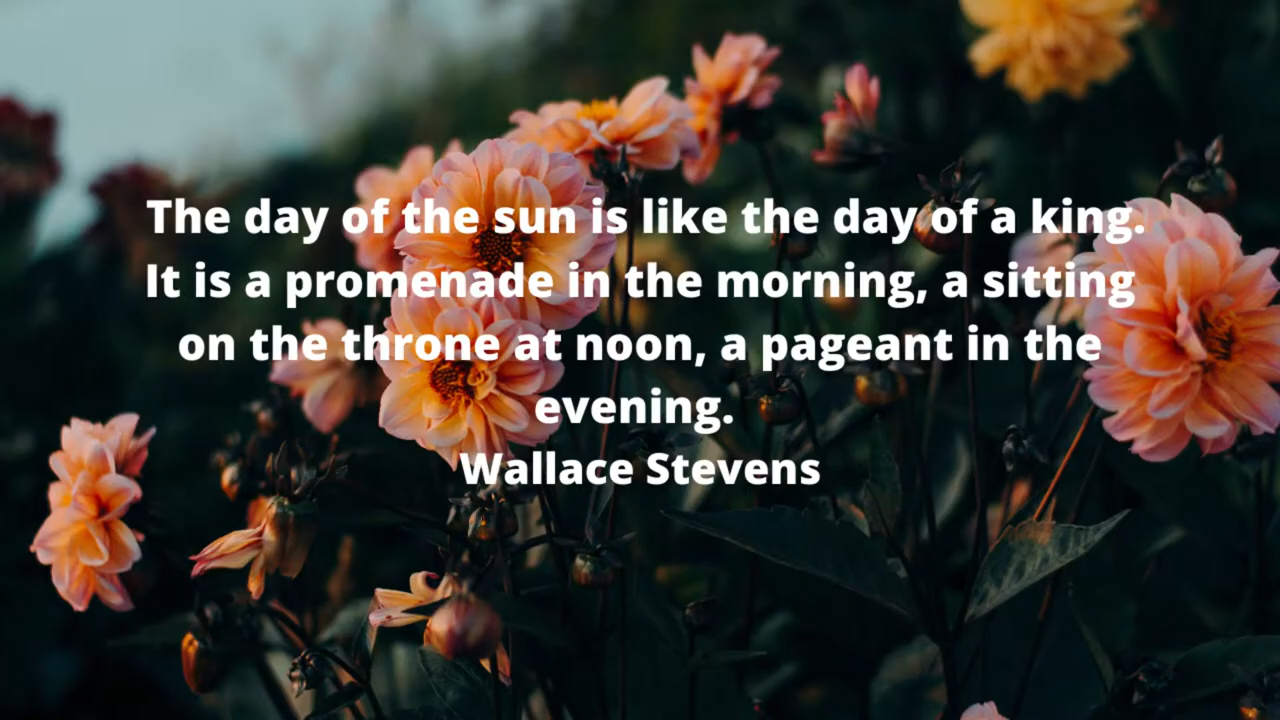 The day of the sun is like the day of a king.
It is a promenade in the morning, a sitting
on the throne at noon, a pageant in the
evening.
Wallace Stevens